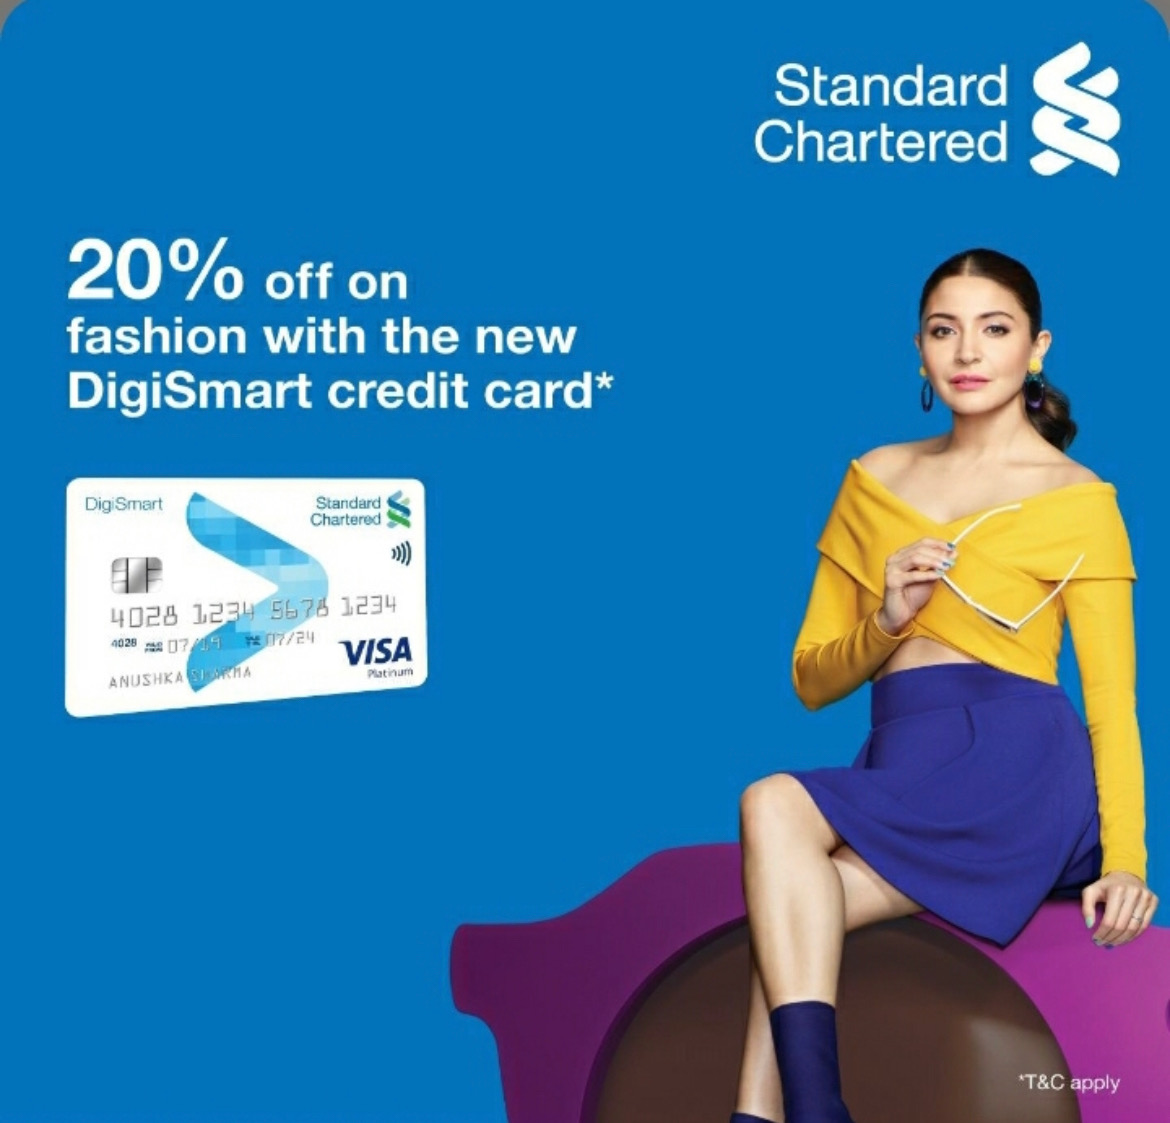 Standard
Chartered
20% off on
fashion with the new
DigiSmart credit card*
DigiSmart
Standard
Chartered
4028 1234 5678 1234
4028 07/19 07/24
VISA
Platinum
ANUSHKA SHARMA
*T&C apply